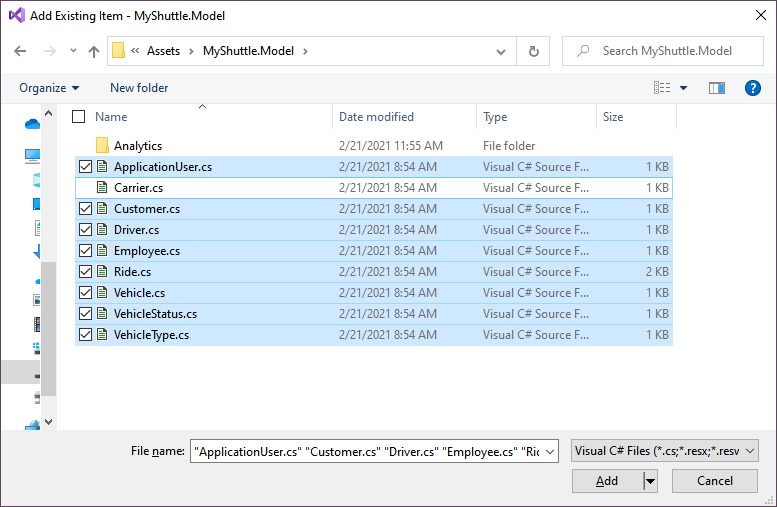 Add Existing Item - MyShuttle.Model
« Assets › MyShuttle.Model › Search MyShuttle.Model
Organize New folder ?
Name Date modified Type Size
Analytics 2/21/2021 11:55 AM File folder
ApplicationUser.cs 2/21/2021 8:54 AM Visual C# Source F... 1 KB
Carrier.cs 2/21/2021 8:54 AM Visual C# Source F... 1 KB
Customer.cs 2/21/2021 8:54 AM Visual C# Source F... 1 KB
Driver.cs 2/21/2021 8:54 AM Visual C# Source F... 1 KB
Employee.cs 2/21/2021 8:54 AM Visual C# Source F... 1 KB
Ride.cs 2/21/2021 8:54 AM Visual C# Source F... 2 KB
Vehicle.cs 2/21/2021 8:54 AM Visual C# Source F... 1 KB
VehicleStatus.cs 2/21/2021 8:54 AM Visual C# Source F... 1 KB
VehicleType.cs 2/21/2021 8:54 AM Visual C# Source F... 1 KB
File name: "ApplicationUser.cs" "Customer.cs" "Driver.cs" "Employee.cs" "Rid Visual C# Files (*.cs;*.resx;*.resv
Add Cancel